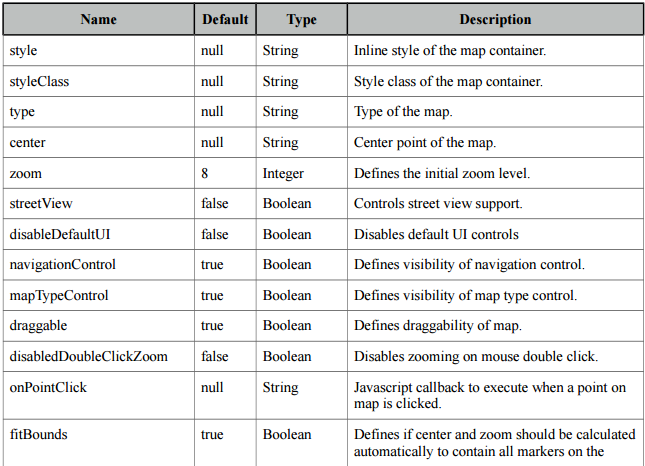 Name Default Type Description
style null String Inline style of the map container.
styleClass null String Style class of the map container.
type null String Type of the map.
center null String Center point of the map.
zoom 8 Integer Defines the initial zoom level.
streetView false Boolean Controls street view support.
disableDefaultUI false Boolean Disables default UI controls
navigationControl true Boolean Defines visibility of navigation control.
mapTypeControl true Boolean Defines visibility of map type control.
draggable true Boolean Defines draggability of map.
disabledDoubleClickZoom false Boolean Disables zooming on mouse double click.
onPointClick null String Javascript callback to execute when a point on
map is clicked.
fitBounds true Boolean Defines if center and zoom should be calculated
automatically to contain all markers on the